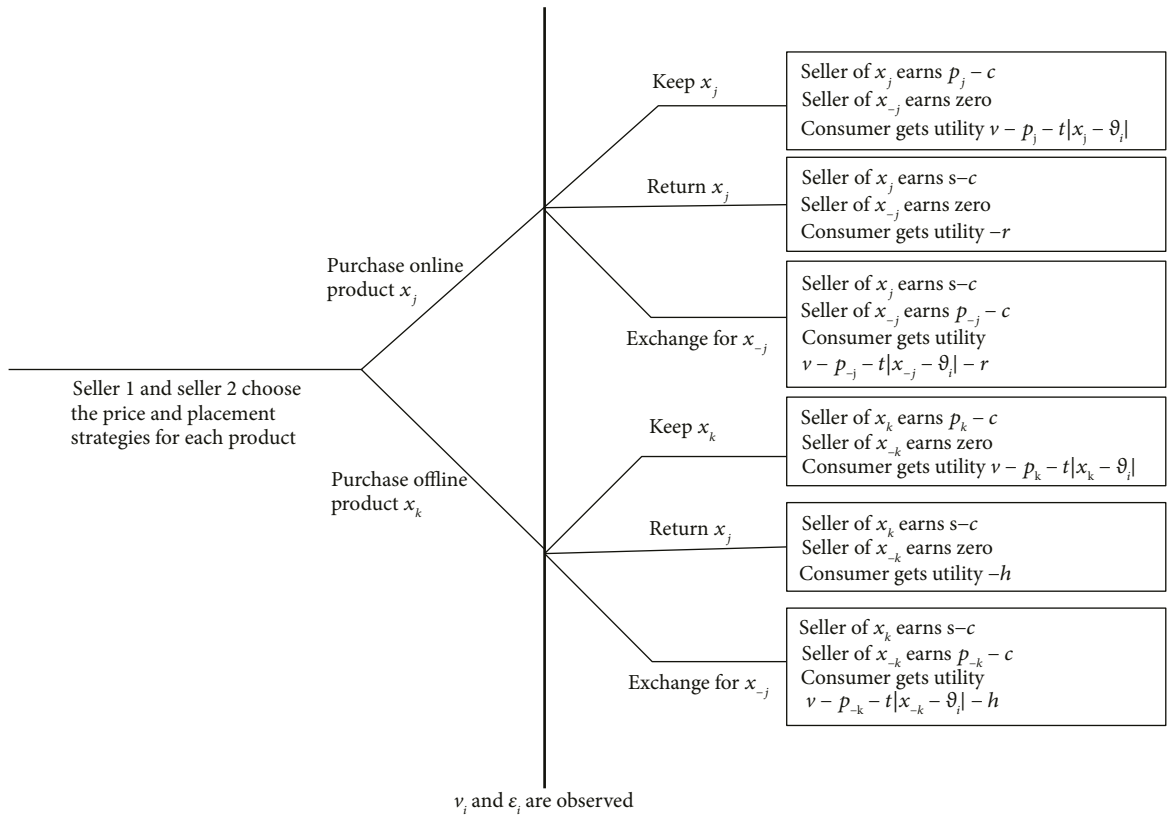 Keep x_j
Seller of x_j earns p_j – c
Seller of x_{–j} earns zero
Consumer gets utility v – p_j – t|x_j – ϑ_i|
Return x_j
Seller of x_j earns s–c
Seller of x_{–j} earns zero
Consumer gets utility –r
Purchase online
product x_j
Exchange for x_{–j}
Seller of x_j earns s–c
Seller of x_{–j} earns p_{–j} – c
Consumer gets utility
v – p_{–j} – t|x_{–j} – ϑ_i| – r
Seller 1 and seller 2 choose
the price and placement
strategies for each product
Keep x_k
Seller of x_k earns p_k – c
Seller of x_{–k} earns zero
Consumer gets utility v – p_k – t|x_k – ϑ_i|
Purchase offline
product x_k
Return x_j
Seller of x_k earns s–c
Seller of x_{–k} earns zero
Consumer gets utility –h
Exchange for x_{–j}
Seller of x_k earns s–c
Seller of x_{–k} earns p_{–k} – c
Consumer gets utility
v – p_{–k} – t|x_{–k} – ϑ_i| – h
v_i and ε_i are observed